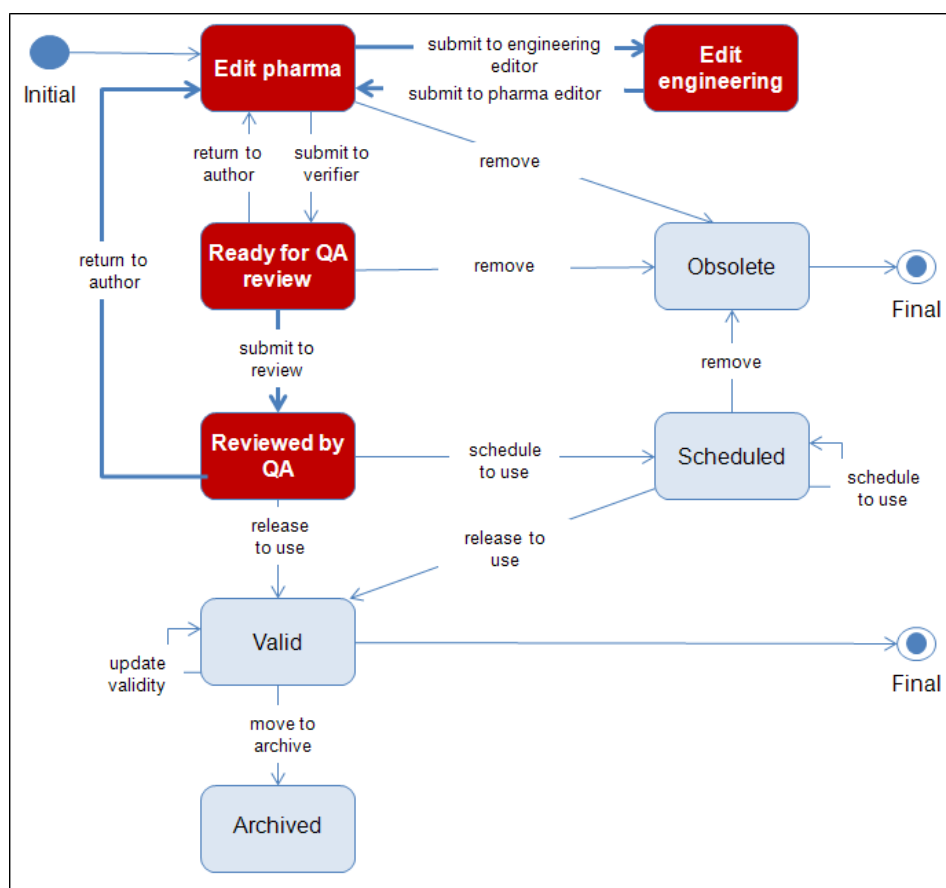 Initial
Edit pharma
submit to engineering
editor
submit to pharma editor
Edit
engineering
return to
author
submit to
verifier
remove
return to
author
Ready for QA
review
remove
Obsolete
Final
submit to
review
remove
Reviewed by
QA
schedule
to use
Scheduled
schedule
to use
release
to use
release to
use
Valid
update
validity
Final
move to
archive
Archived